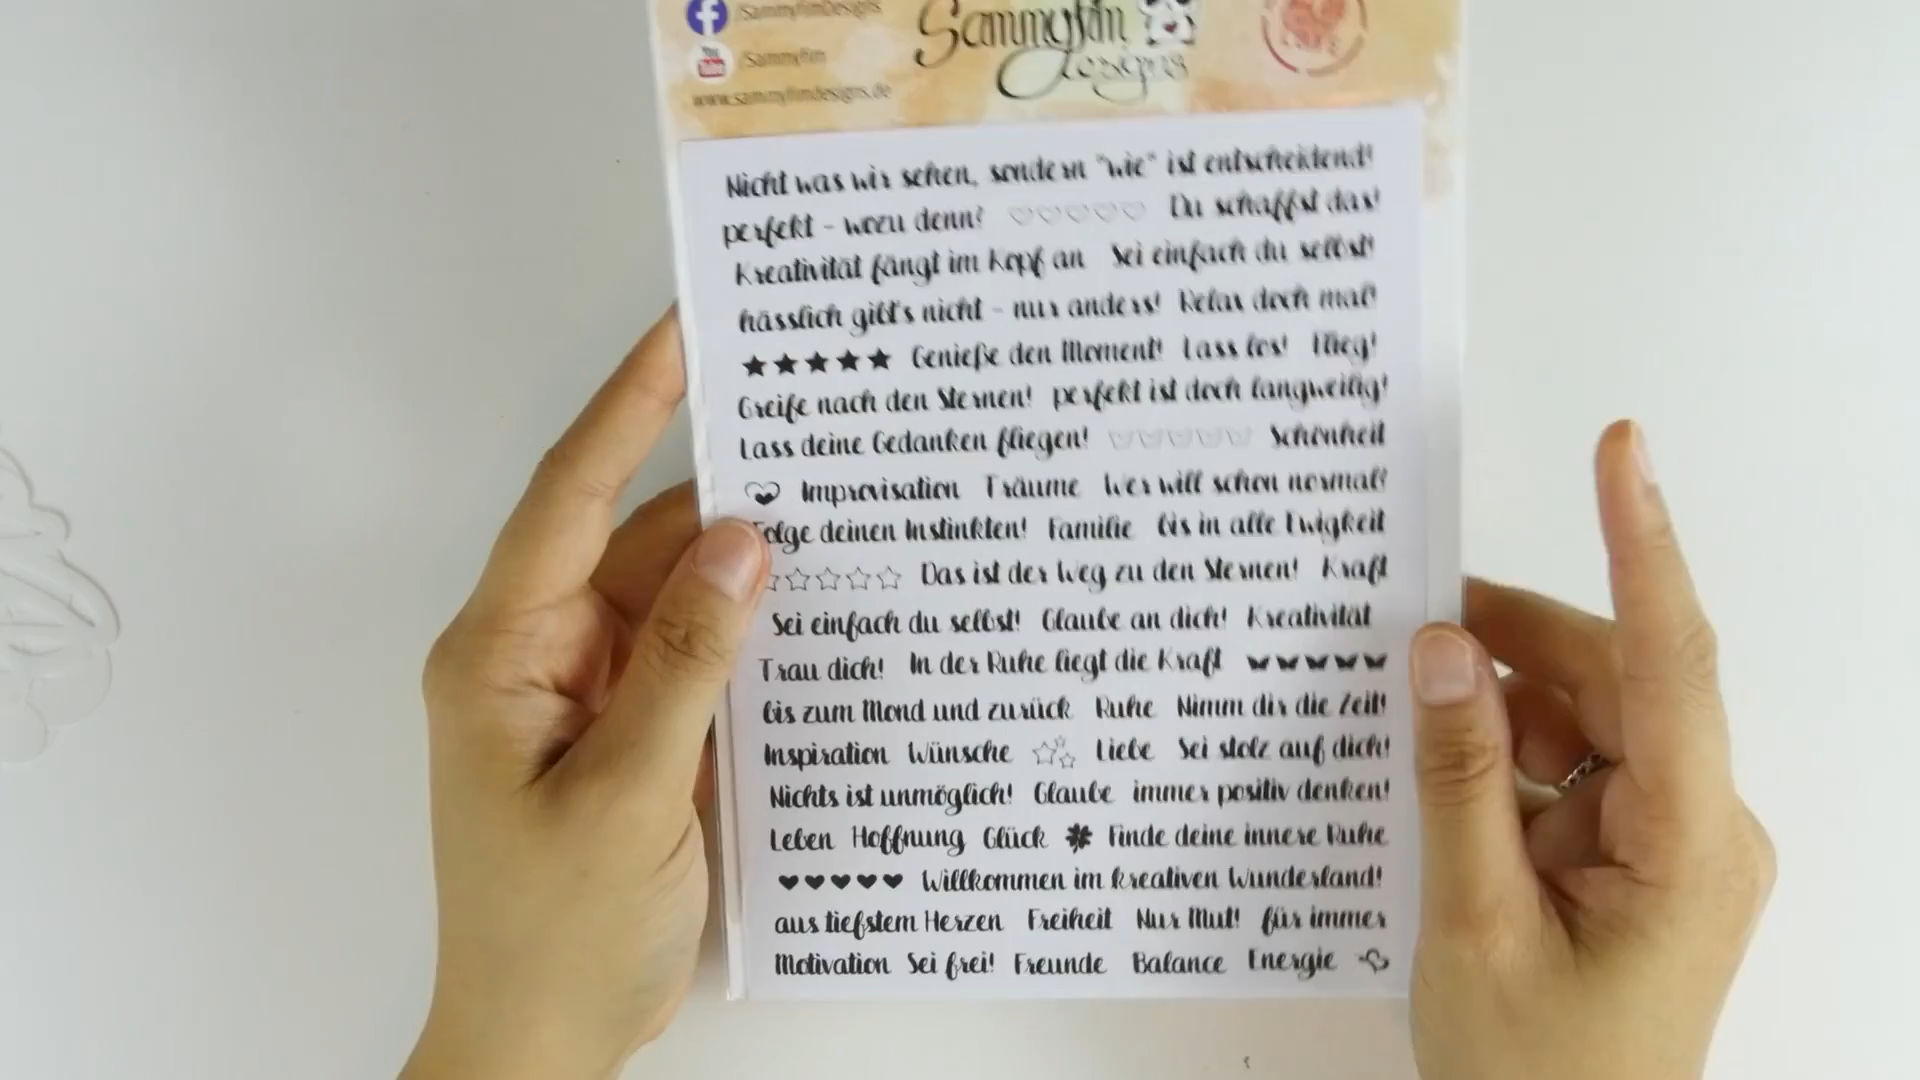 /SammyfimDesigns
/Sammyfim
www.sammyfimdesigns.de
Sammyfim
Designs
Nicht was wir sehen, sondern "wie" ist entscheidend!
perfekt - wozu denn? Du schaffst das!
Kreativität fängt im Kopf an Sei einfach du selbst!
hässlich gibt's nicht - nur anders! Relax doch mal!
Genieße den Moment! Lass los! Flieg!
Greife nach den Sternen! perfekt ist doch langweilig!
Lass deine Gedanken fliegen! Schönheit
Improvisation Träume Wer will schon normal?
Folge deinen Instinkten! Familie bis in alle Ewigkeit
Das ist der Weg zu den Sternen! Kraft
Sei einfach du selbst! Glaube an dich! Kreativität
Trau dich! In der Ruhe liegt die Kraft
bis zum Mond und zurück Ruhe Nimm dir die Zeit!
Inspiration Wünsche Liebe Sei stolz auf dich!
Nichts ist unmöglich! Glaube immer positiv denken!
Leben Hoffnung Glück Finde deine innere Ruhe
Willkommen im kreativen Wunderland!
aus tiefstem Herzen Freiheit Nur Mut! für immer
Motivation Sei frei! Freunde Balance Energie